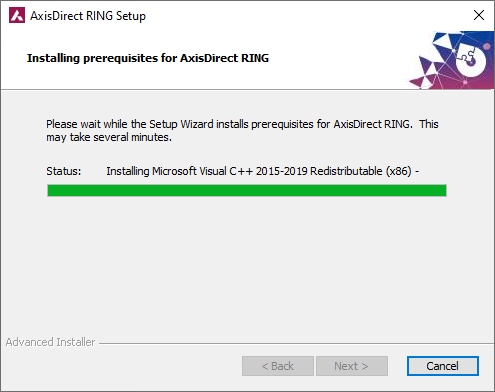 AxisDirect RING Setup
Installing prerequisites for AxisDirect RING
Please wait while the Setup Wizard installs prerequisites for AxisDirect RING. This
may take several minutes.
Status: Installing Microsoft Visual C++ 2015-2019 Redistributable (x86) -
Advanced Installer
< Back Next > Cancel